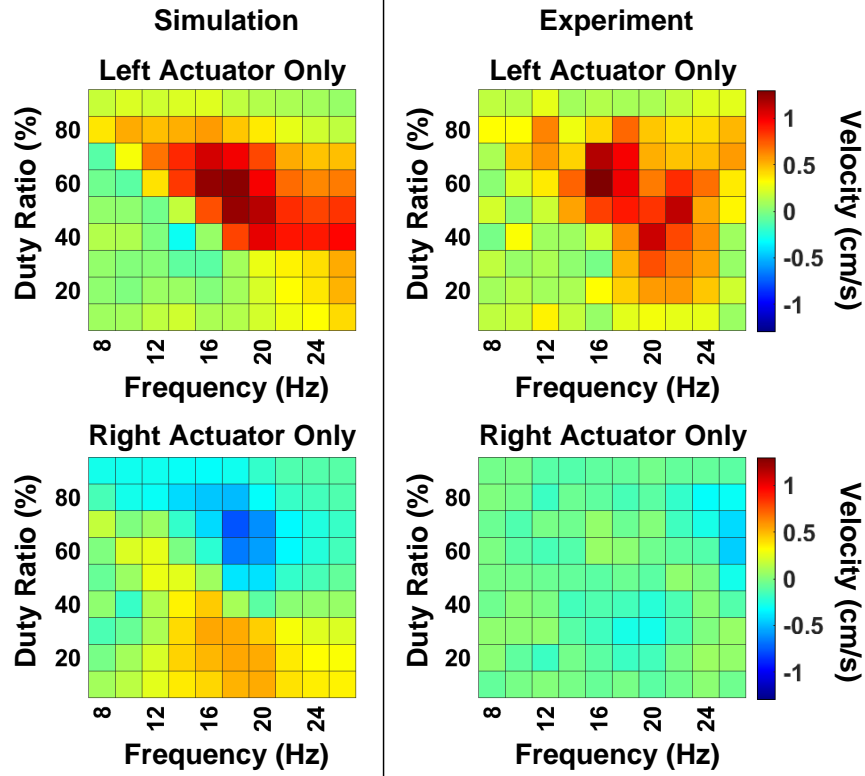 Simulation
Experiment
Left Actuator Only
Left Actuator Only
Duty Ratio (%)
80
60
40
20
8
12
16
20
24
Frequency (Hz)
Duty Ratio (%)
80
60
40
20
8
12
16
20
24
Frequency (Hz)
1
0.5
0
-0.5
-1
Velocity (cm/s)
Right Actuator Only
Right Actuator Only
Duty Ratio (%)
80
60
40
20
8
12
16
20
24
Frequency (Hz)
Duty Ratio (%)
80
60
40
20
8
12
16
20
24
Frequency (Hz)
1
0.5
0
-0.5
-1
Velocity (cm/s)